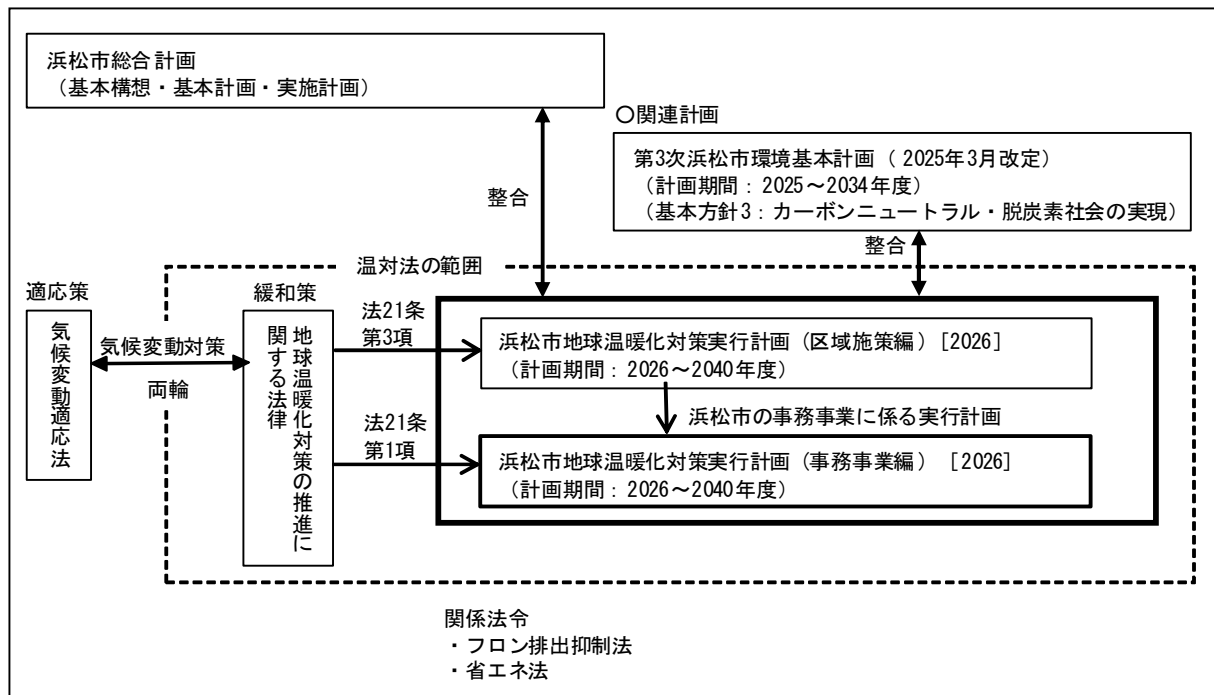 浜松市総合計画
（基本構想・基本計画・実施計画）
○関連計画
第3次浜松市環境基本計画（ 2025年3月改定）
（計画期間：2025～2034年度）
（基本方針3：カーボンニュートラル・脱炭素社会の実現）
整合
整合
温対法の範囲
適応策
気候変動適応法
気候変動対策
両輪
緩和策
地球温暖化対策の推進に
関する法律
法21条
第3項
浜松市地球温暖化対策実行計画（区域施策編）[2026]
（計画期間：2026～2040年度）
浜松市の事務事業に係る実行計画
法21条
第1項
浜松市地球温暖化対策実行計画（事務事業編） [2026]
（計画期間：2026～2040年度）
関係法令
・フロン排出抑制法
・省エネ法